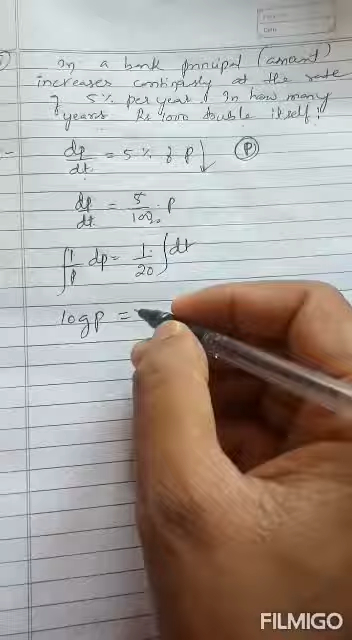 In a bank principal (amount)
increases continously at the rate
of 5% per year. In how many
years Rs 1000 double itself?
dp/dt = 5% of p ↓ (P)
dp/dt = 5/100 . p
∫ 1/p dp = 1/20 ∫ dt
log p =
FILMIGO